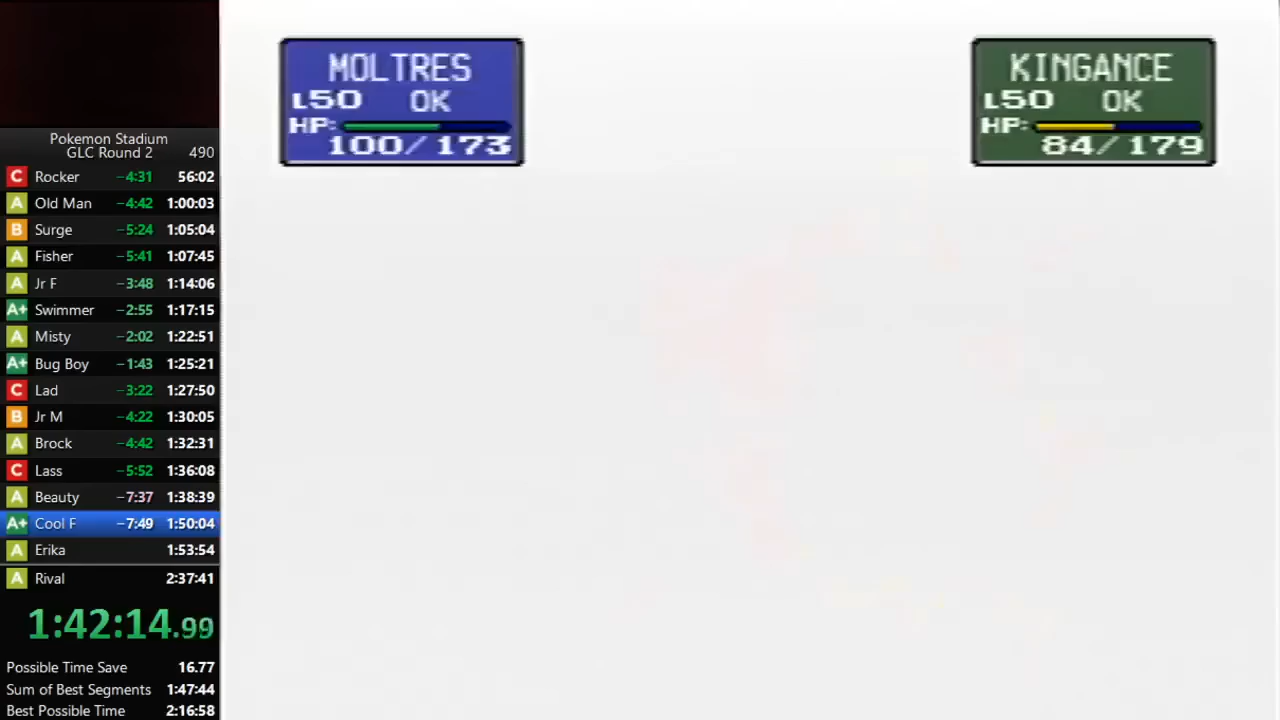 Pokemon Stadium
GLC Round 2 490
C Rocker −4:31 56:02
A Old Man −4:42 1:00:03
B Surge −5:24 1:05:04
A Fisher −5:41 1:07:45
A Jr F −3:48 1:14:06
A+ Swimmer −2:55 1:17:15
A Misty −2:02 1:22:51
A+ Bug Boy −1:43 1:25:21
C Lad −3:22 1:27:50
B Jr M −4:22 1:30:05
A Brock −4:42 1:32:31
C Lass −5:52 1:36:08
A Beauty −7:37 1:38:39
A+ Cool F −7:49 1:50:04
A Erika 1:53:54
A Rival 2:37:41
1:42:14.99
Possible Time Save 16.77
Sum of Best Segments 1:47:44
Best Possible Time 2:16:58
MOLTRES
L50 OK
HP:
100/173
KINGANCE
L50 OK
HP:
84/179